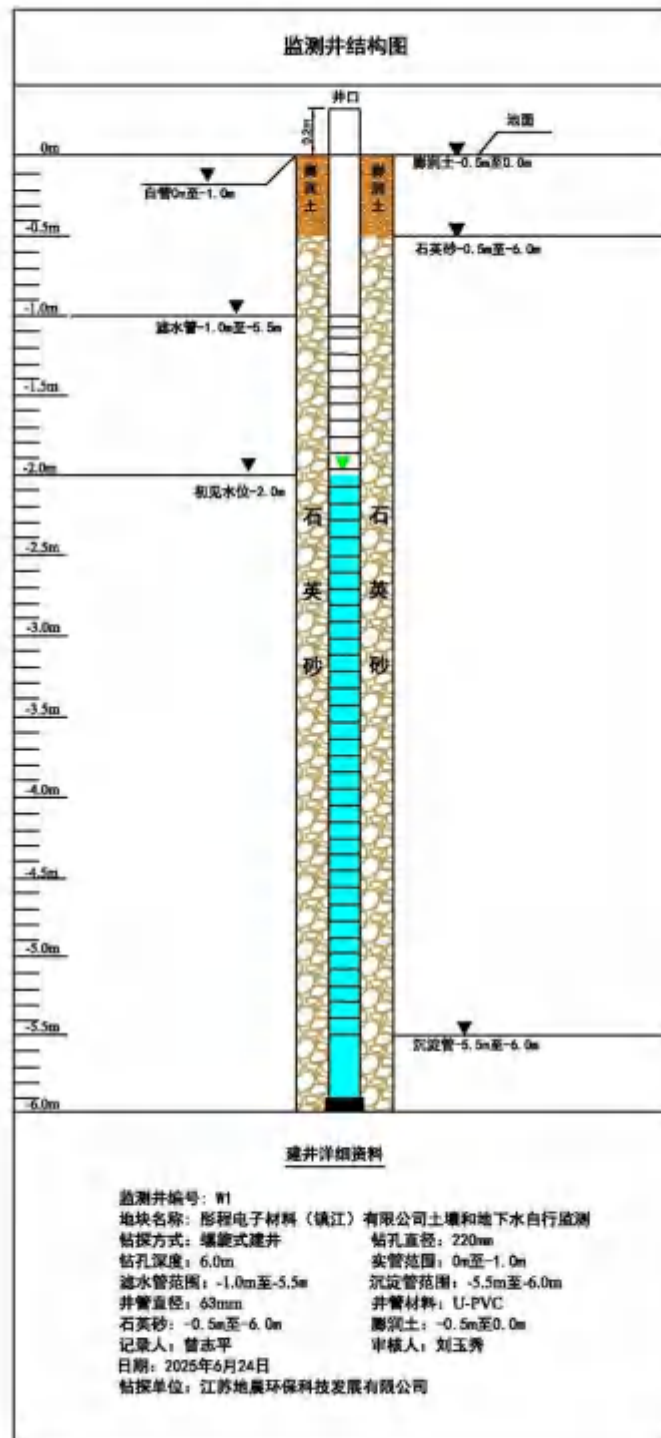 监测井结构图
井口
0.2m
地面
0m
膨润土-0.5m至0.0m
白管0m至-1.0m
膨润土
膨润土
-0.5m
石英砂-0.5m至-6.0m
-1.0m
滤水管-1.0m至-5.5m
-1.5m
-2.0m
初见水位-2.0m
石英砂
石英砂
-2.5m
-3.0m
-3.5m
-4.0m
-4.5m
-5.0m
-5.5m
沉淀管-5.5m至-6.0m
-6.0m
建井详细资料
监测井编号: W1
地块名称: 彤程电子材料（镇江）有限公司土壤和地下水自行监测
钻探方式: 螺旋式建井 钻孔直径: 220mm
钻孔深度: 6.0m 实管范围: 0m至-1.0m
滤水管范围: -1.0m至-5.5m 沉淀管范围: -5.5m至-6.0m
井管直径: 63mm 井管材料: U-PVC
石英砂: -0.5m至-6.0m 膨润土: -0.5m至0.0m
记录人: 曾志平 审核人: 刘玉秀
日期: 2025年6月24日
钻探单位: 江苏地晨环保科技发展有限公司